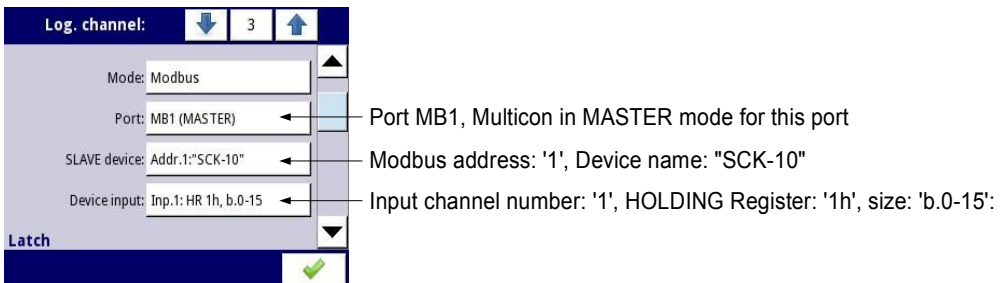 Log. channel: 3
Mode: Modbus
Port: MB1 (MASTER)
Port MB1, Multicon in MASTER mode for this port
SLAVE device: Addr.1:"SCK-10"
Modbus address: '1', Device name: "SCK-10"
Device input: Inp.1: HR 1h, b.0-15
Input channel number: '1', HOLDING Register: '1h', size: 'b.0-15':
Latch